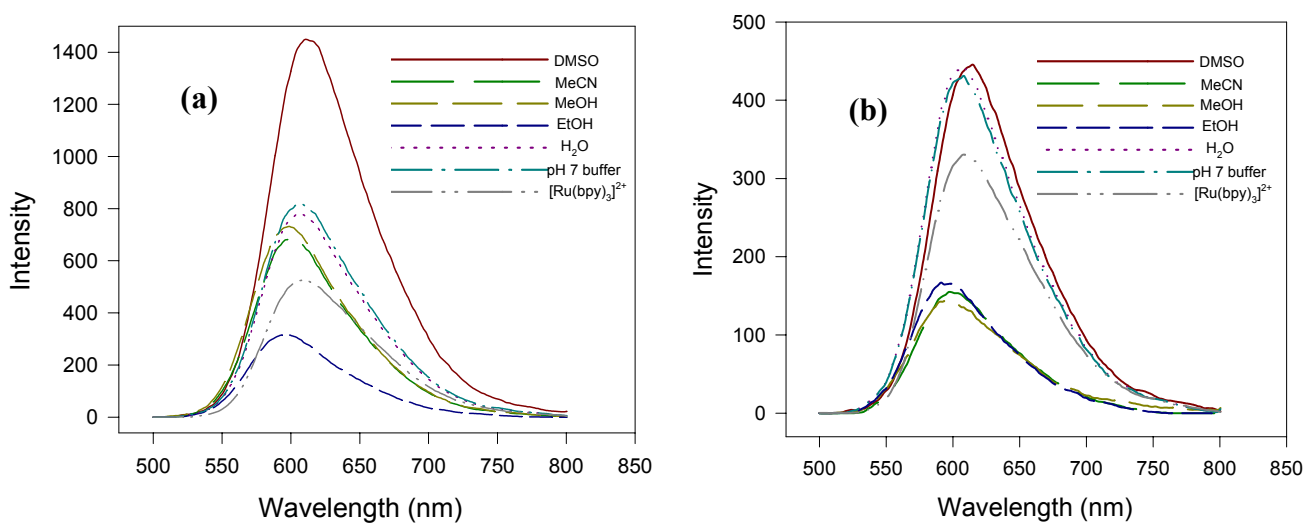 (a)
Intensity
1400
1200
1000
800
600
400
200
0
500 550 600 650 700 750 800 850
Wavelength (nm)
DMSO
MeCN
MeOH
EtOH
H₂O
pH 7 buffer
[Ru(bpy)₃]²⁺
(b)
Intensity
500
400
300
200
100
0
500 550 600 650 700 750 800 850
Wavelength (nm)
DMSO
MeCN
MeOH
EtOH
H₂O
pH 7 buffer
[Ru(bpy)₃]²⁺